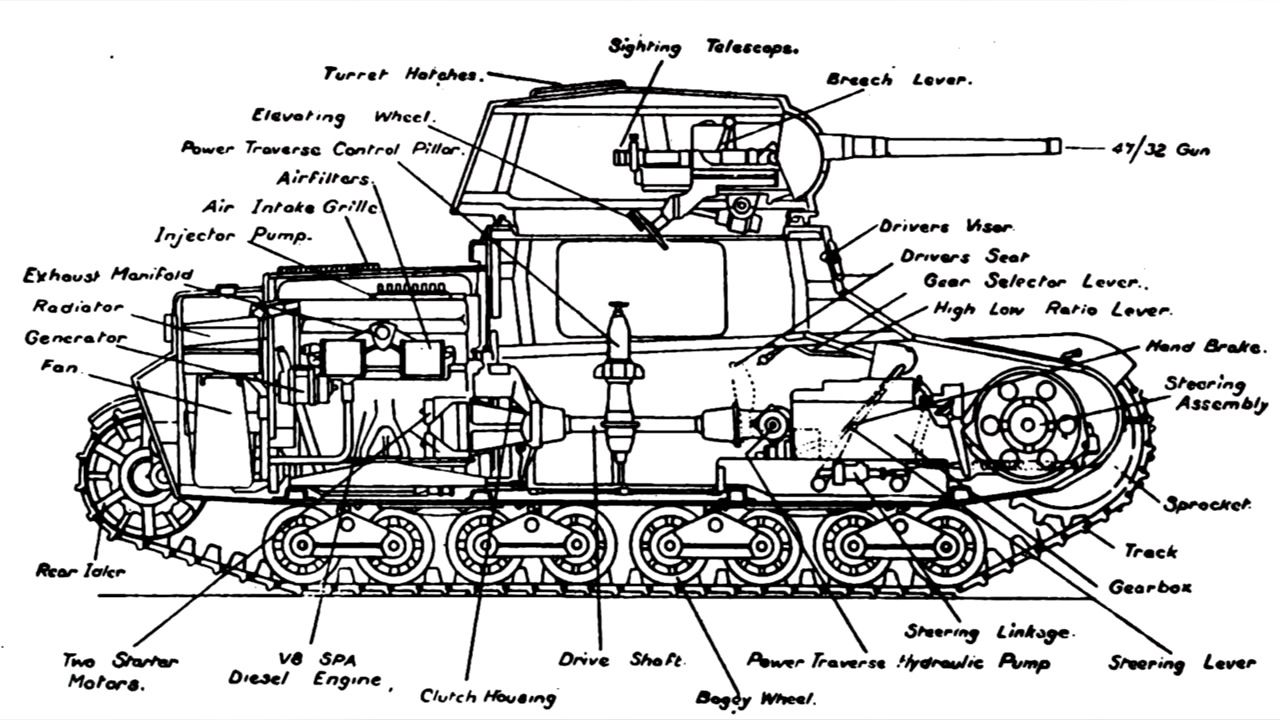 Sighting Telescope.
Turret Hatches.
Breech Lever.
Elevating Wheel.
Power Traverse Control Pillar.
47/32 Gun
Airfilters.
Air Intake Grille
Injector Pump.
Drivers Visor
Drivers Seat
Exhaust Manifold
Gear Selector Lever.
Radiator
High Low Ratio Lever.
Generator
Hand Brake.
Fan.
Steering
Assembly
Sprocket.
Track
Rear Idler
Gearbox
Steering Linkage.
Two Starter
Motors.
V8 SPA
Diesel Engine
Drive Shaft.
Power Traverse Hydraulic Pump
Steering Lever
Clutch Housing
Bogey Wheel.